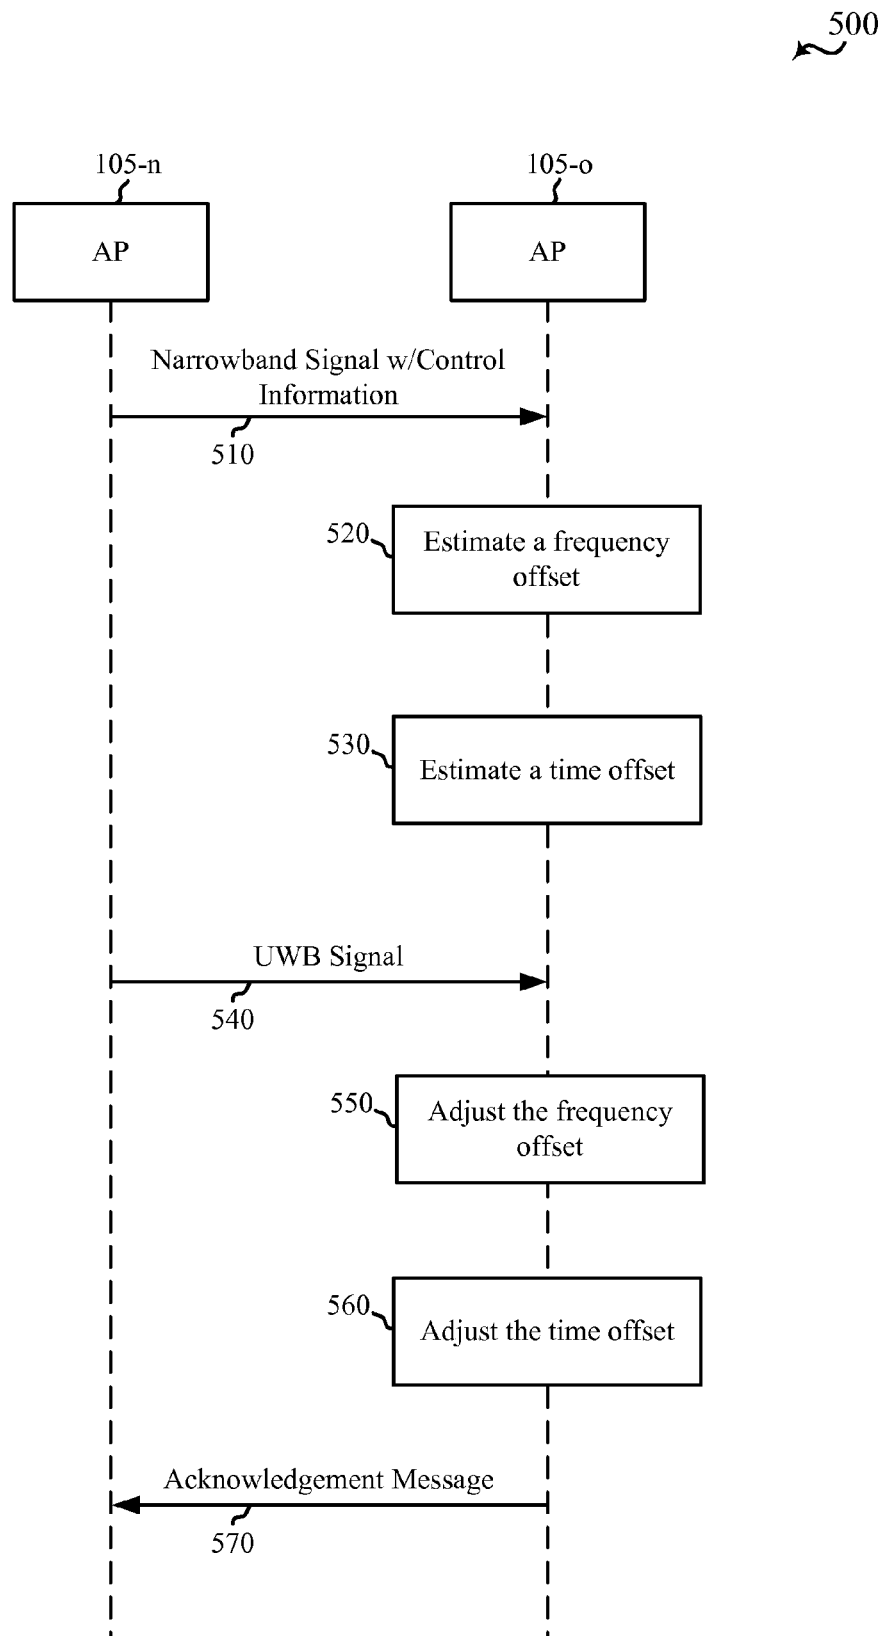 500
105-n
105-o
AP
AP
Narrowband Signal w/Control
Information
510
520
Estimate a frequency
offset
530
Estimate a time offset
UWB Signal
540
550
Adjust the frequency
offset
560
Adjust the time offset
Acknowledgement Message
570